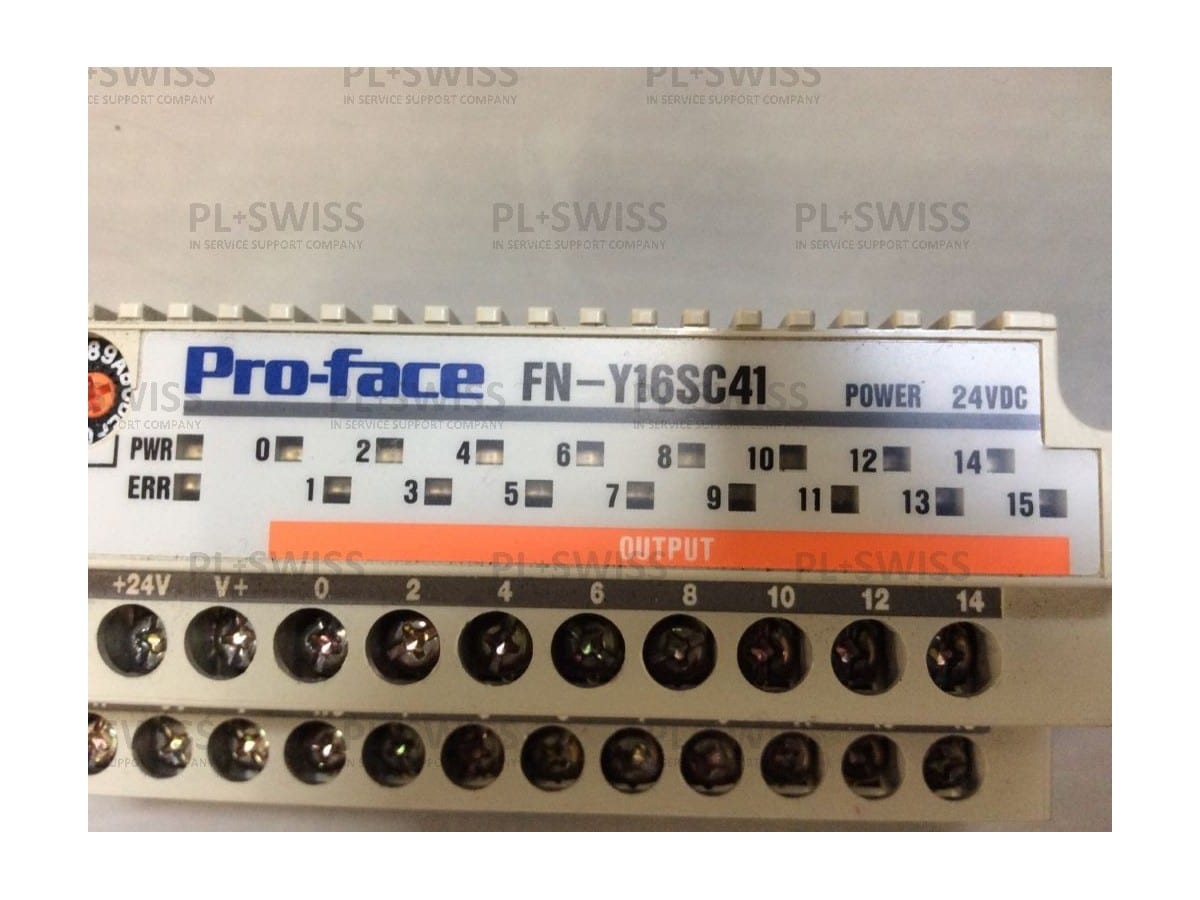 +SWISS PL+SWISS PL+SWISS
CE SUPPORT COMPANY IN SERVICE SUPPORT COMPANY IN SERVICE SUPPORT COMPANY
PL+SWISS PL+SWISS PL+SWISS
IN SERVICE SUPPORT COMPANY IN SERVICE SUPPORT COMPANY IN SERVICE SUPPORT COMPANY
Pro-face FN-Y16SC41 POWER 24VDC
PWR 0 2 4 6 8 10 12 14
ERR 1 3 5 7 9 11 13 15
OUTPUT
+24V V+ 0 2 4 6 8 10 12 14